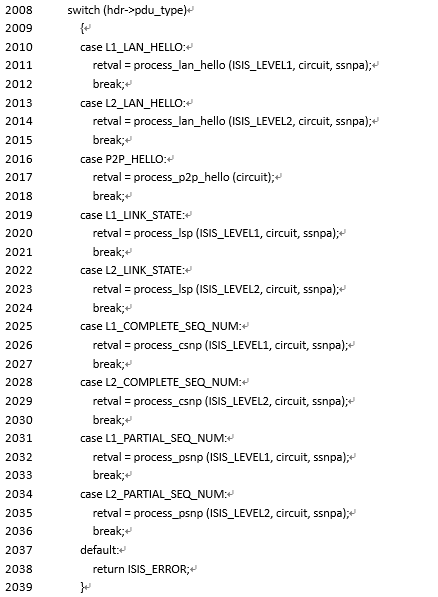 2008 switch (hdr->pdu_type)
2009 {
2010 case L1_LAN_HELLO:
2011 retval = process_lan_hello (ISIS_LEVEL1, circuit, ssnpa);
2012 break;
2013 case L2_LAN_HELLO:
2014 retval = process_lan_hello (ISIS_LEVEL2, circuit, ssnpa);
2015 break;
2016 case P2P_HELLO:
2017 retval = process_p2p_hello (circuit);
2018 break;
2019 case L1_LINK_STATE:
2020 retval = process_lsp (ISIS_LEVEL1, circuit, ssnpa);
2021 break;
2022 case L2_LINK_STATE:
2023 retval = process_lsp (ISIS_LEVEL2, circuit, ssnpa);
2024 break;
2025 case L1_COMPLETE_SEQ_NUM:
2026 retval = process_csnp (ISIS_LEVEL1, circuit, ssnpa);
2027 break;
2028 case L2_COMPLETE_SEQ_NUM:
2029 retval = process_csnp (ISIS_LEVEL2, circuit, ssnpa);
2030 break;
2031 case L1_PARTIAL_SEQ_NUM:
2032 retval = process_psnp (ISIS_LEVEL1, circuit, ssnpa);
2033 break;
2034 case L2_PARTIAL_SEQ_NUM:
2035 retval = process_psnp (ISIS_LEVEL2, circuit, ssnpa);
2036 break;
2037 default:
2038 return ISIS_ERROR;
2039 }